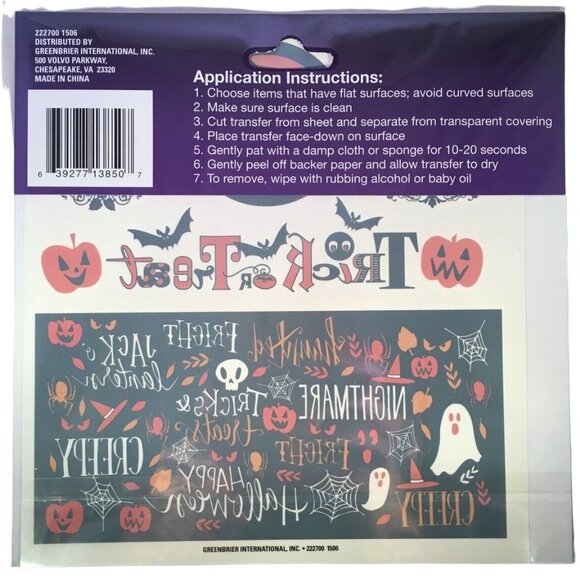 222700 1506
DISTRIBUTED BY
GREENBRIER INTERNATIONAL, INC.
500 VOLVO PARKWAY,
CHESAPEAKE, VA 23320
MADE IN CHINA
6 39277 13850 7
Application Instructions:
1. Choose items that have flat surfaces; avoid curved surfaces
2. Make sure surface is clean
3. Cut transfer from sheet and separate from transparent covering
4. Place transfer face-down on surface
5. Gently pat with a damp cloth or sponge for 10-20 seconds
6. Gently peel off backer paper and allow transfer to dry
7. To remove, wipe with rubbing alcohol or baby oil
TRICK OR TREAT
JACK O'
lanterns
FRIGHT
Haunted
TRICKS &
treats
NIGHTMARE
CREEPY
FRIGHT
HAPPY
Halloween
CREEPY
GREENBRIER INTERNATIONAL, INC. • 222700 1506